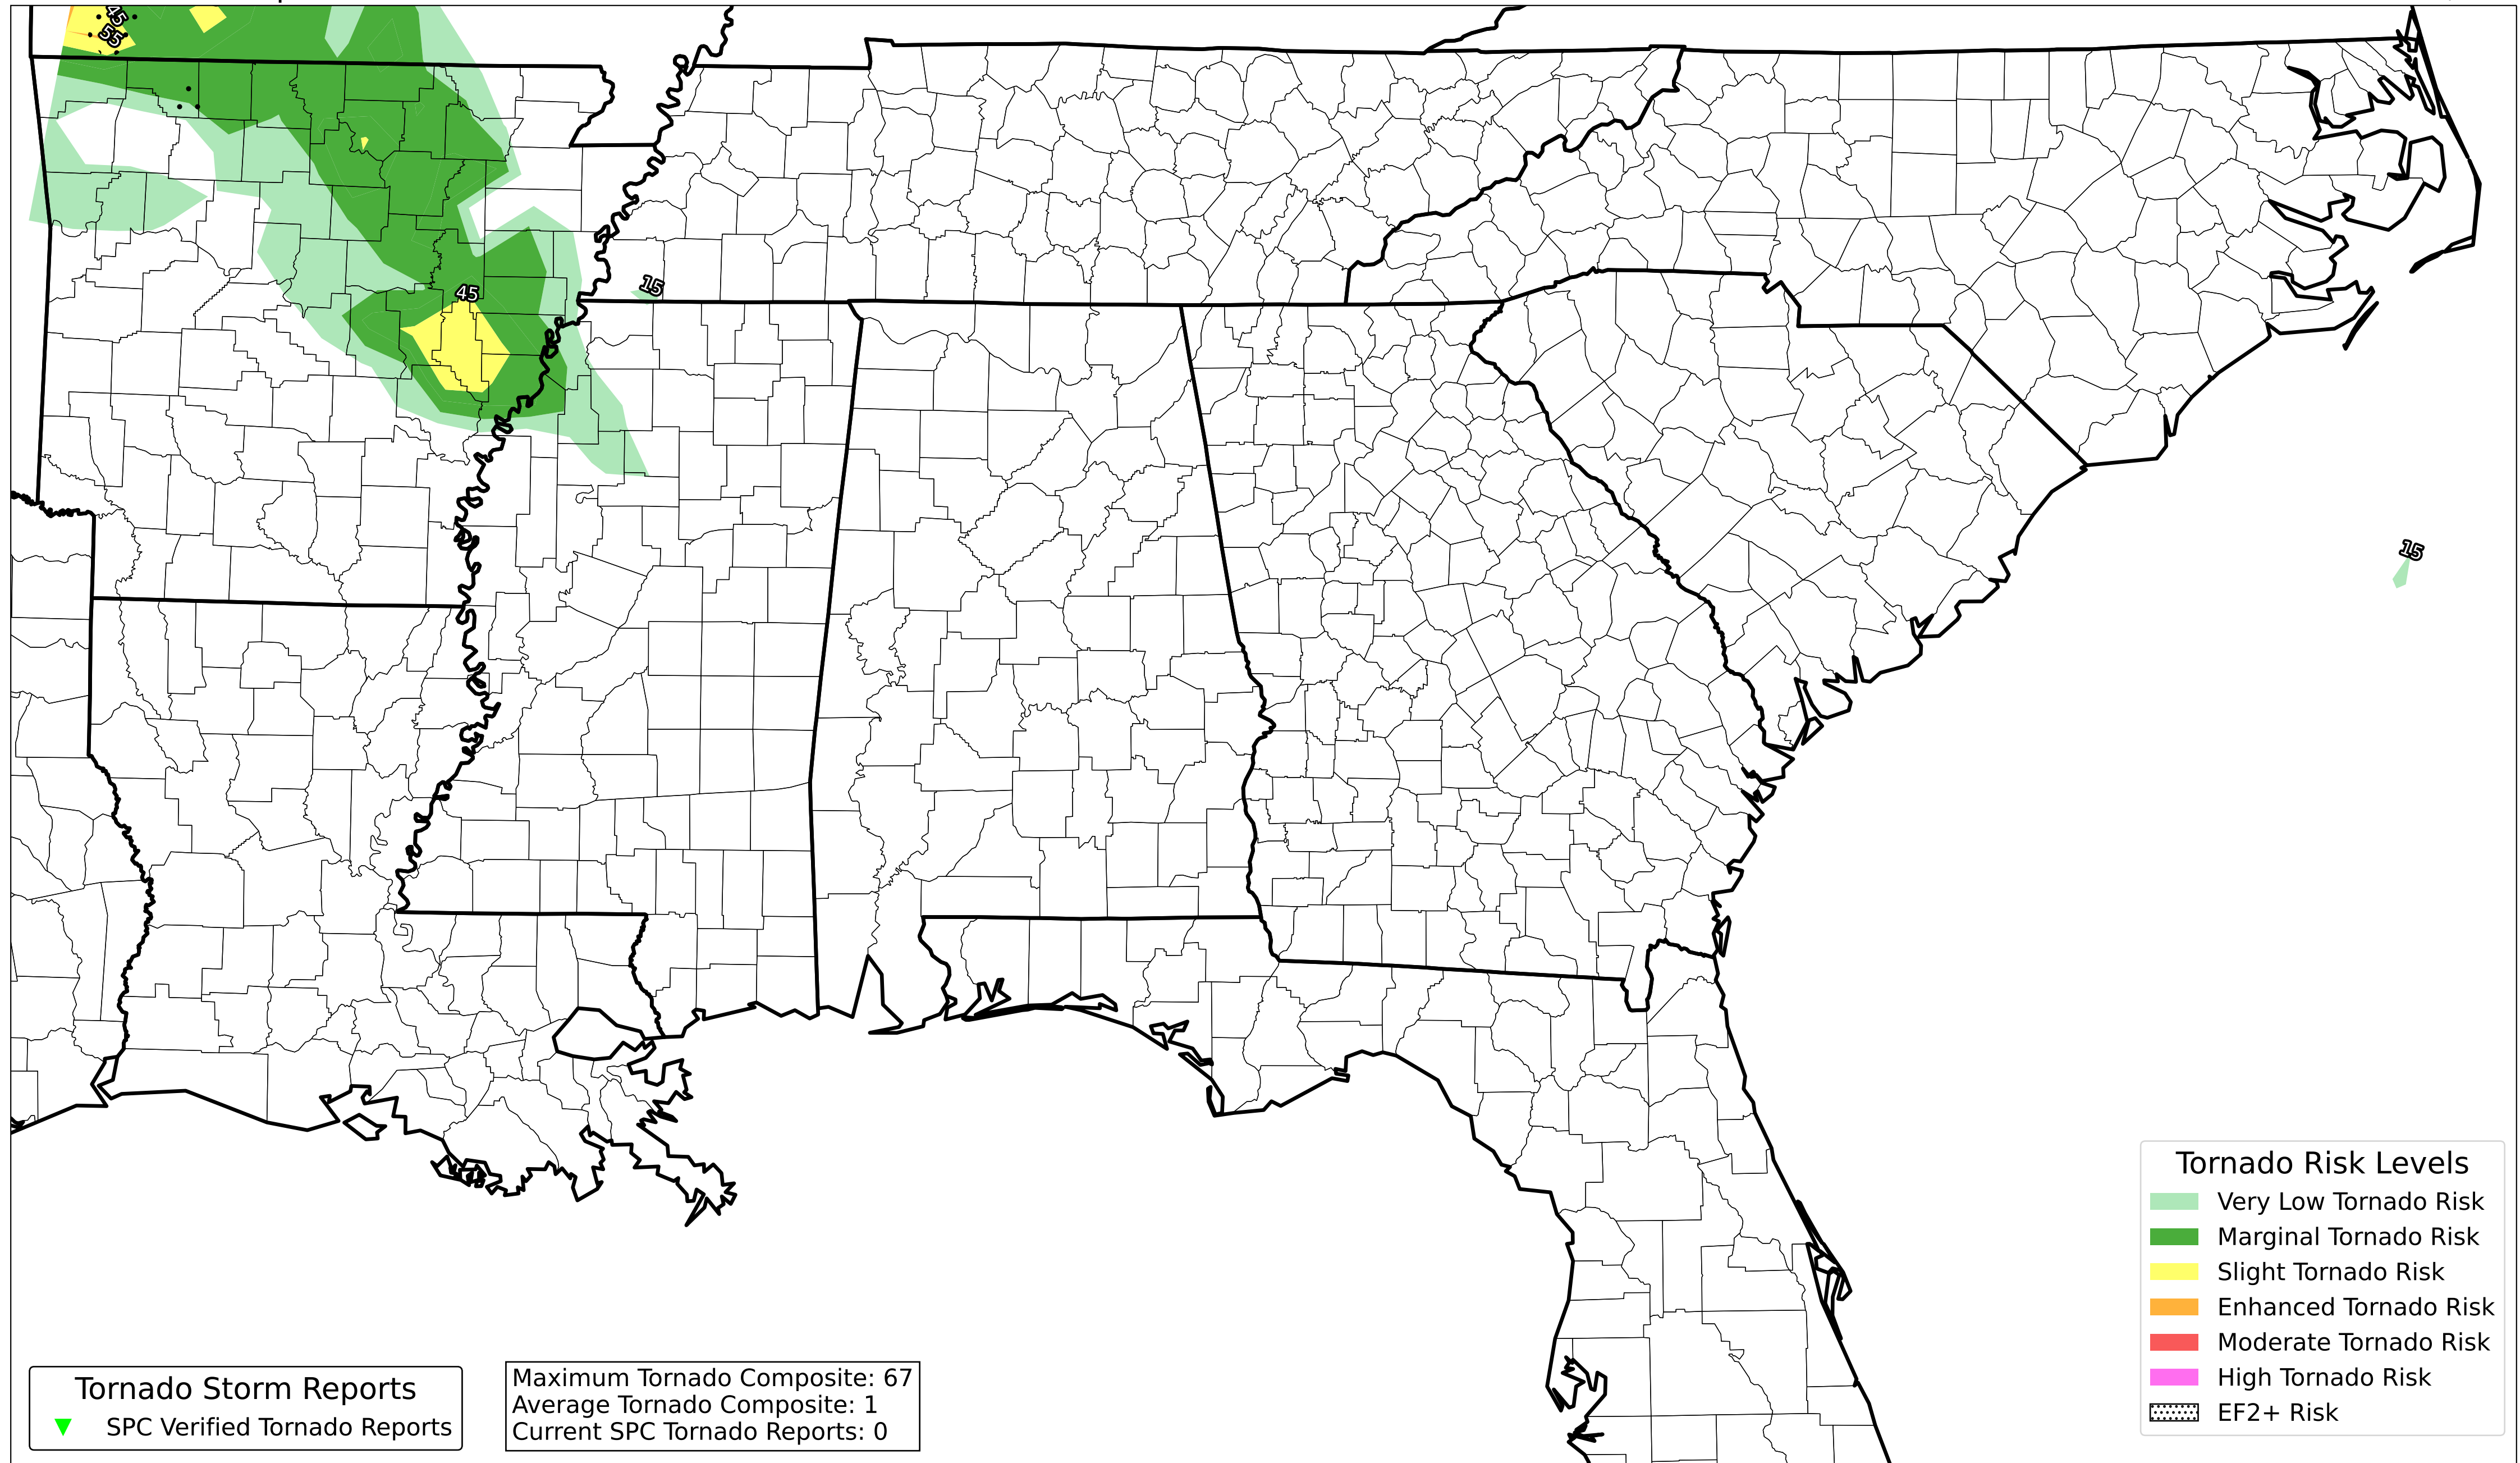 45
55
45
15
15
Tornado Risk Levels
Very Low Tornado Risk
Marginal Tornado Risk
Slight Tornado Risk
Enhanced Tornado Risk
Moderate Tornado Risk
High Tornado Risk
EF2+ Risk
Tornado Storm Reports
SPC Verified Tornado Reports
Maximum Tornado Composite: 67
Average Tornado Composite: 1
Current SPC Tornado Reports: 0